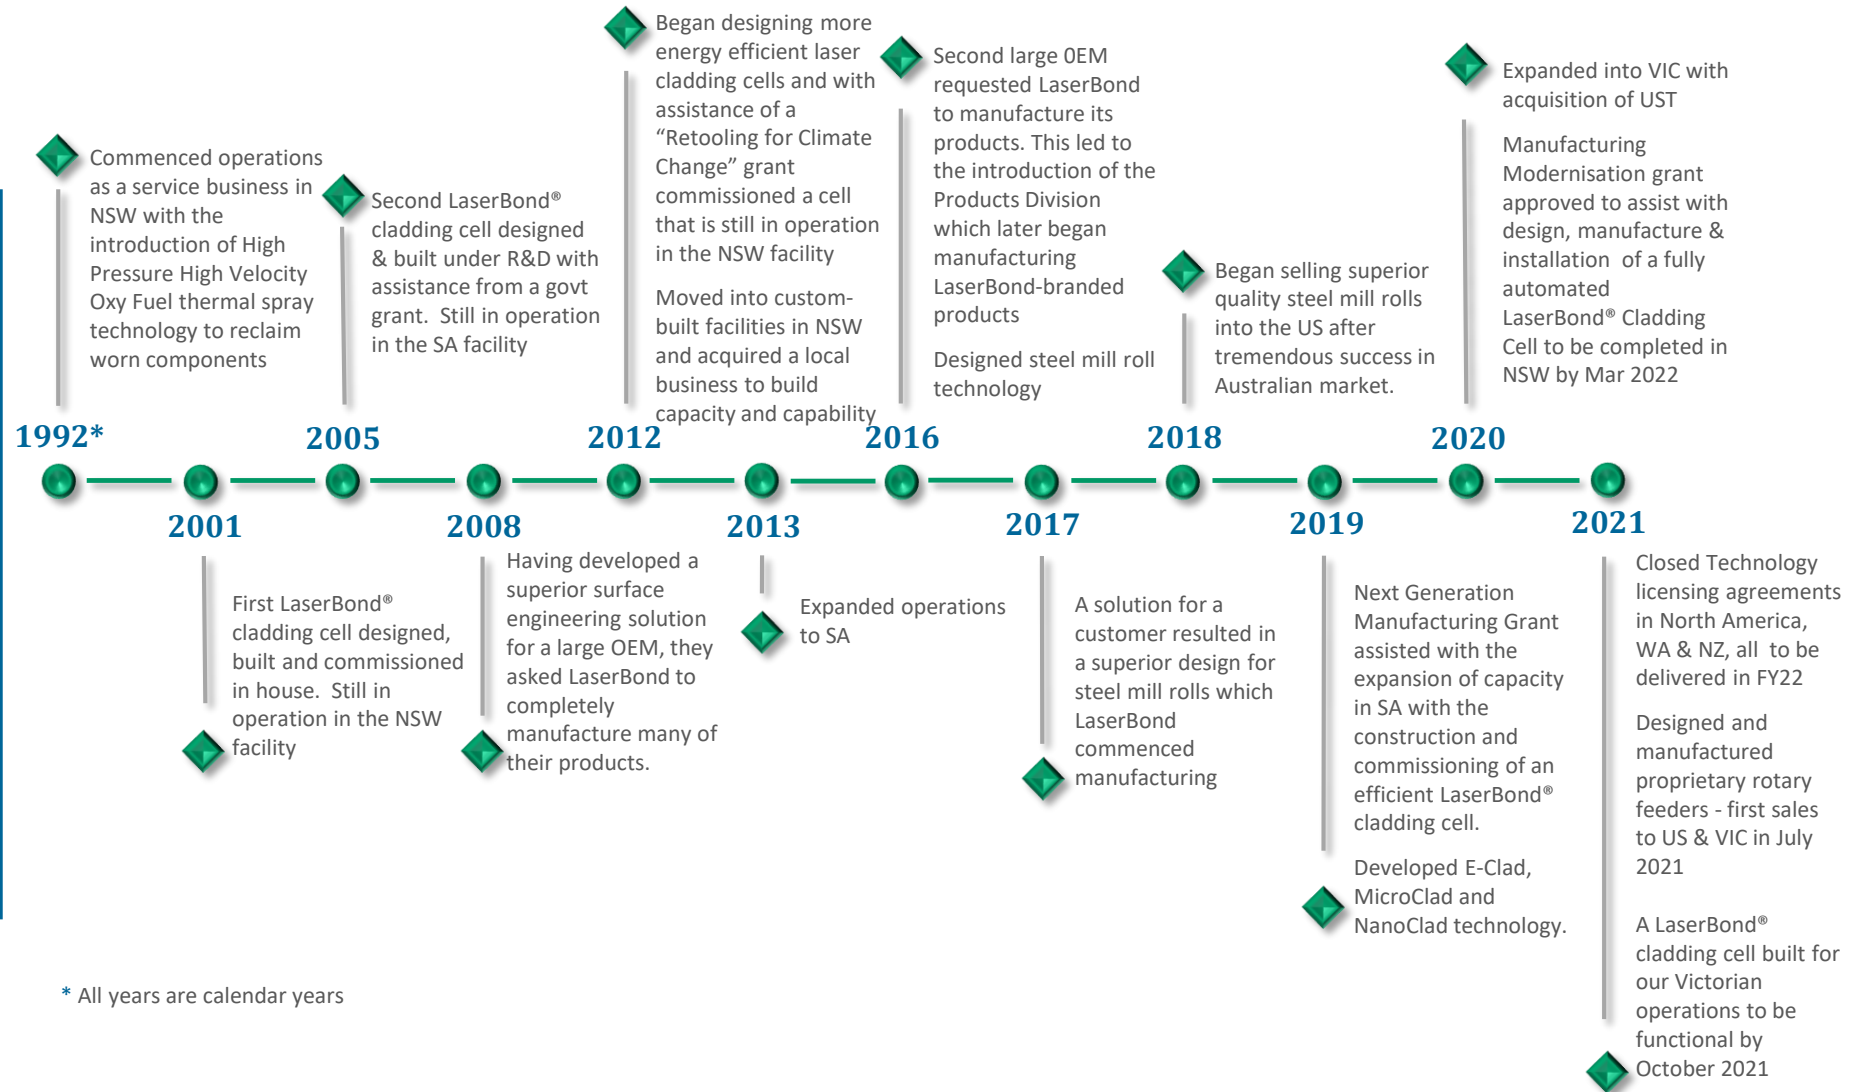 1992*
Commenced operations
as a service business in
NSW with the
introduction of High
Pressure High Velocity
Oxy Fuel thermal spray
technology to reclaim
worn components
2001
First LaserBond®
cladding cell designed,
built and commissioned
in house.  Still in
operation in the NSW
facility
2005
Second LaserBond®
cladding cell designed
& built under R&D with
assistance from a govt
grant.  Still in operation
in the SA facility
2008
Having developed a
superior surface
engineering solution
for a large OEM, they
asked LaserBond to
completely
manufacture many of
their products.
2012
Began designing more
energy efficient laser
cladding cells and with
assistance of a
“Retooling for Climate
Change” grant
commissioned a cell
that is still in operation
in the NSW facility
Moved into custom-
built facilities in NSW
and acquired a local
business to build
capacity and capability
2013
Expanded operations
to SA
2016
Second large 0EM
requested LaserBond
to manufacture its
products. This led to
the introduction of the
Products Division
which later began
manufacturing
LaserBond-branded
products
Designed steel mill roll
technology
2017
A solution for a
customer resulted in
a superior design for
steel mill rolls which
LaserBond
commenced
manufacturing
2018
Began selling superior
quality steel mill rolls
into the US after
tremendous success in
Australian market.
2019
Next Generation
Manufacturing Grant
assisted with the
expansion of capacity
in SA with the
construction and
commissioning of an
efficient LaserBond®
cladding cell.
Developed E-Clad,
MicroClad and
NanoClad technology.
2020
Expanded into VIC with
acquisition of UST
Manufacturing
Modernisation grant
approved to assist with
design, manufacture &
installation  of a fully
automated
LaserBond® Cladding
Cell to be completed in
NSW by Mar 2022
2021
Closed Technology
licensing agreements
in North America,
WA & NZ, all  to be
delivered in FY22
Designed and
manufactured
proprietary rotary
feeders - first sales
to US & VIC in July
2021
A LaserBond®
cladding cell built for
our Victorian
operations to be
functional by
October 2021
* All years are calendar years